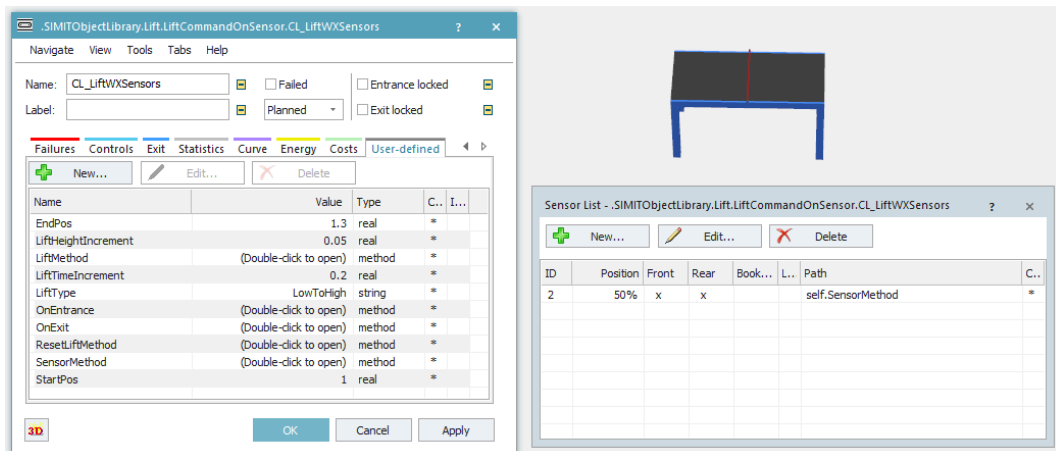 .SIMITObjectLibrary.Lift.LiftCommandOnSensor.CL_LiftWXSensors ? ×
Navigate View Tools Tabs Help
Name: CL_LiftWXSensors Failed Entrance locked
Label: Planned Exit locked
Failures Controls Exit Statistics Curve Energy Costs User-defined
New... Edit... Delete
Name Value Type C.. I...
EndPos 1.3 real *
LiftHeightIncrement 0.05 real *
LiftMethod (Double-click to open) method *
LiftTimeIncrement 0.2 real *
LiftType LowToHigh string *
OnEntrance (Double-click to open) method *
OnExit (Double-click to open) method *
ResetLiftMethod (Double-click to open) method *
SensorMethod (Double-click to open) method *
StartPos 1 real *
3D OK Cancel Apply
Sensor List - .SIMITObjectLibrary.Lift.LiftCommandOnSensor.CL_LiftWXSensors ? ×
New... Edit... Delete
ID Position Front Rear Book... L.. Path C..
2 50% x x self.SensorMethod *